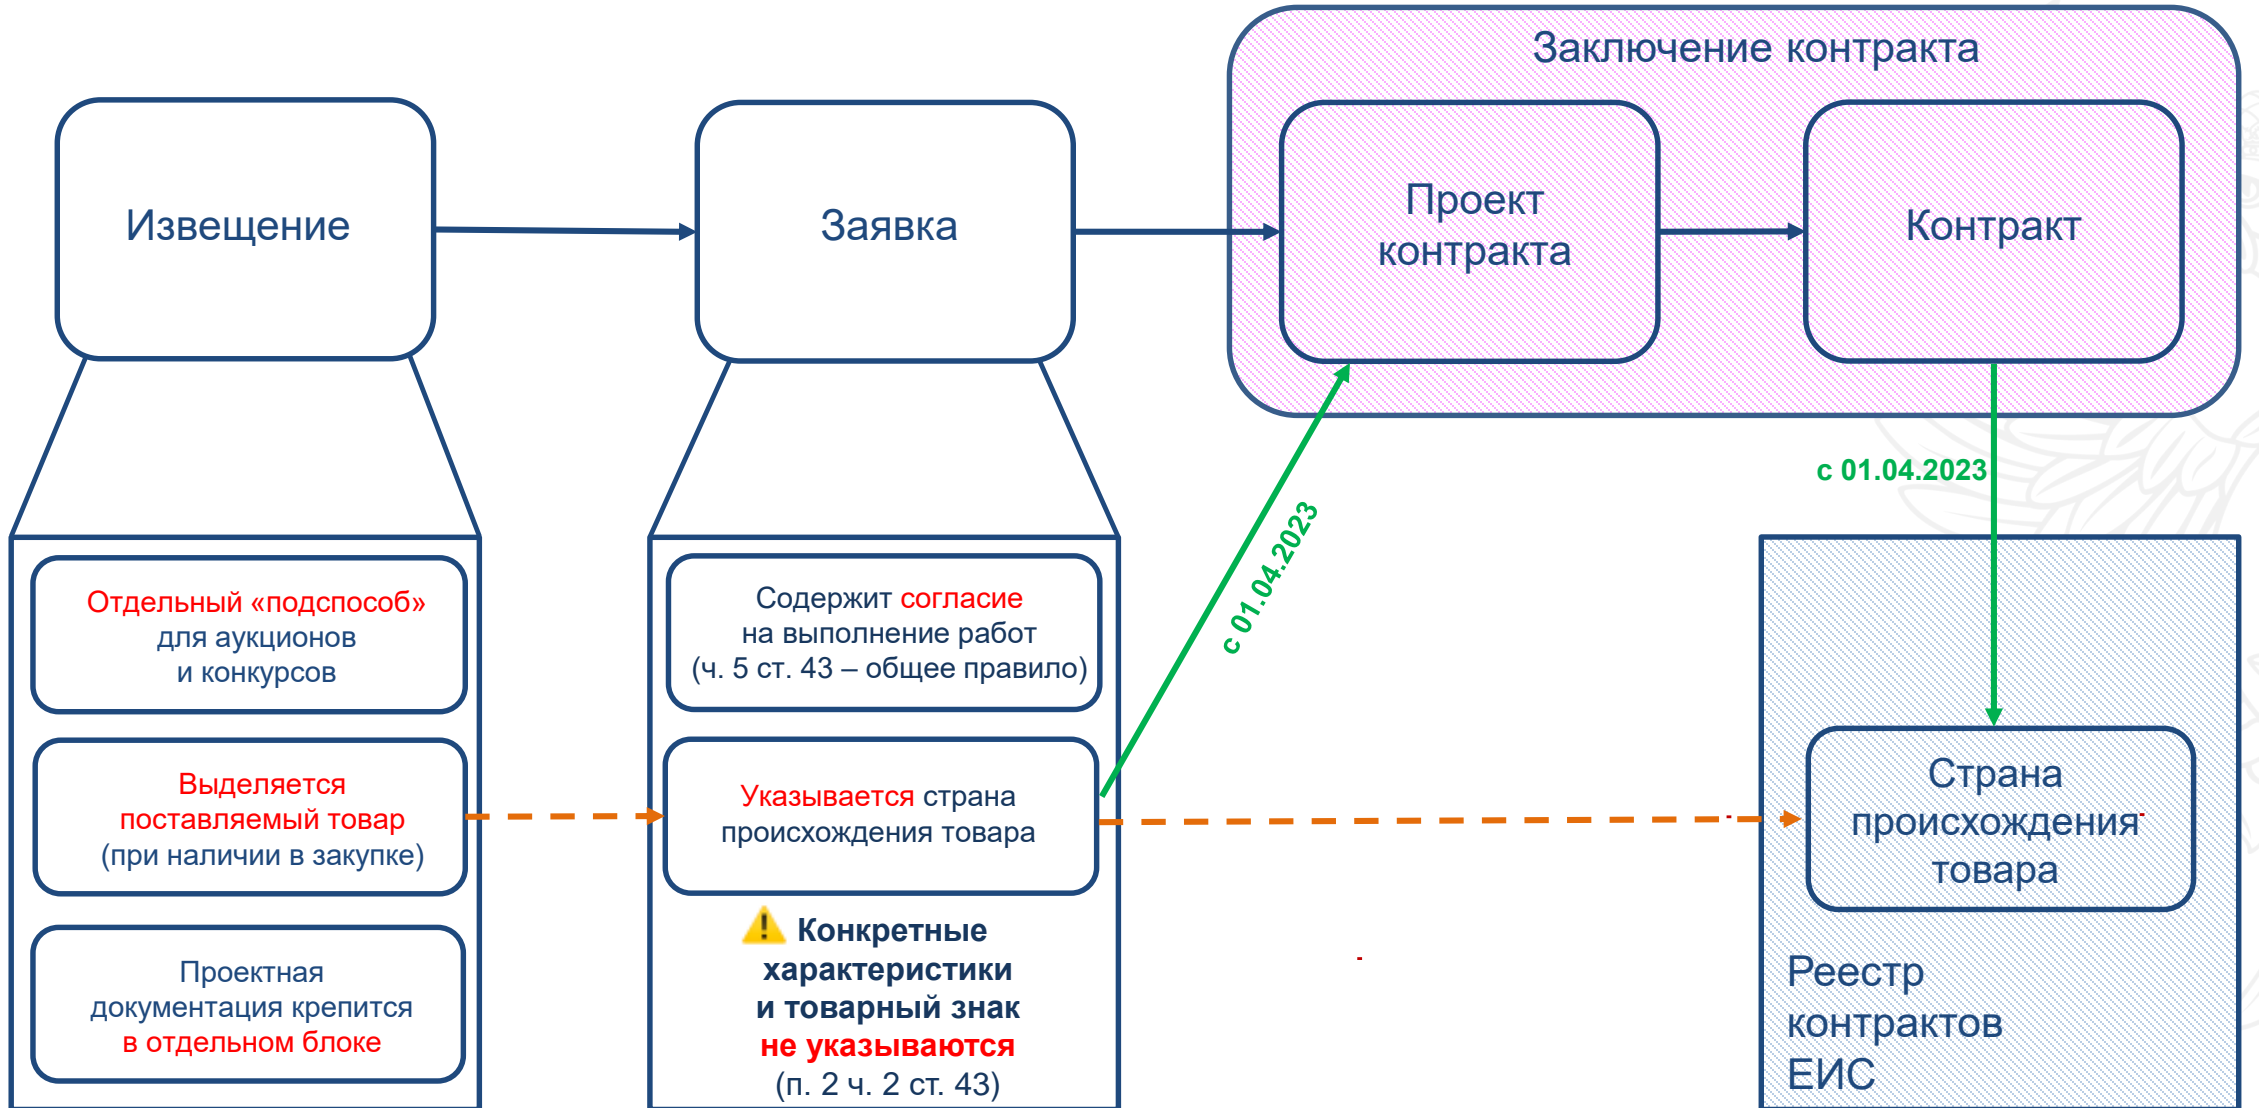 Заключение контракта
Извещение
Заявка
Проект
контракта
Контракт
с 01.04.2023
с 01.04.2023
Отдельный «подспособ»
для аукционов
и конкурсов
Выделяется
поставляемый товар
(при наличии в закупке)
Проектная
документация крепится
в отдельном блоке
Содержит согласие
на выполнение работ
(ч. 5 ст. 43 – общее правило)
Указывается страна
происхождения товара
Конкретные
характеристики
и товарный знак
не указываются
(п. 2 ч. 2 ст. 43)
Страна
происхождения
товара
Реестр
контрактов
ЕИС